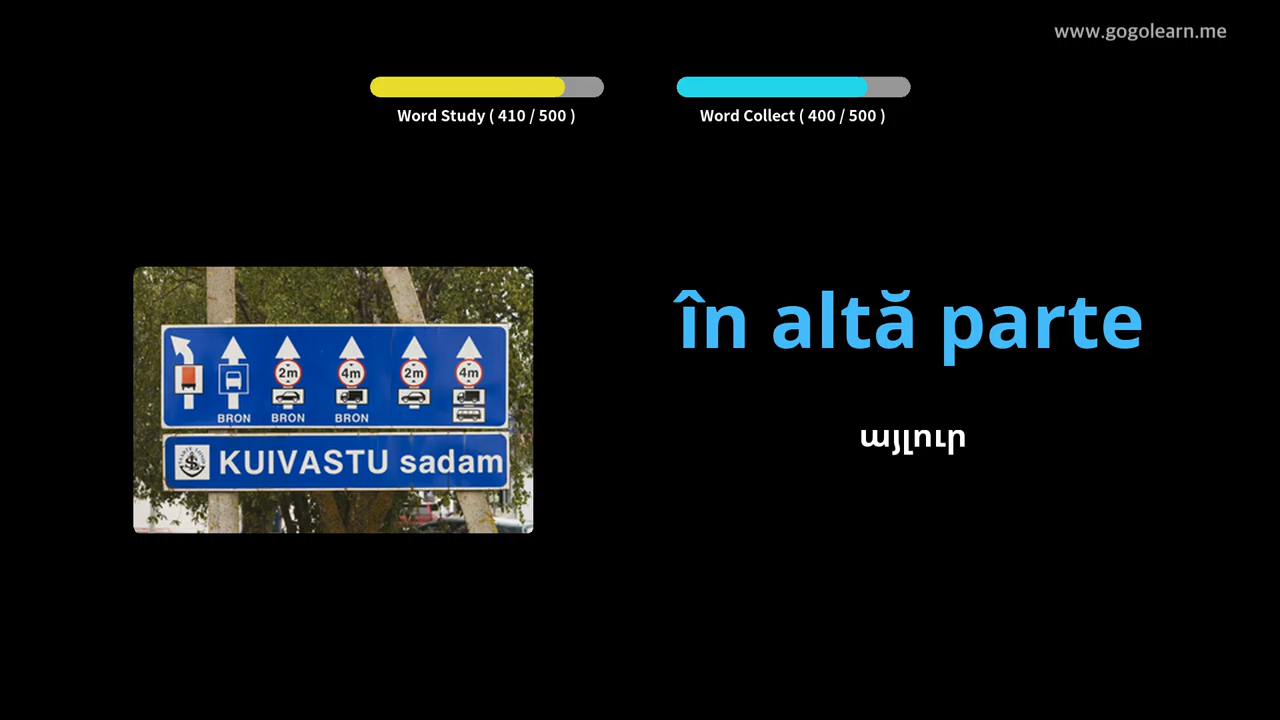 www.gogolearn.me
Word Study ( 410 / 500 )
Word Collect ( 400 / 500 )
2m 4m 2m 4m
BRON BRON BRON
KUIVASTU sadam
în altă parte
այլուր